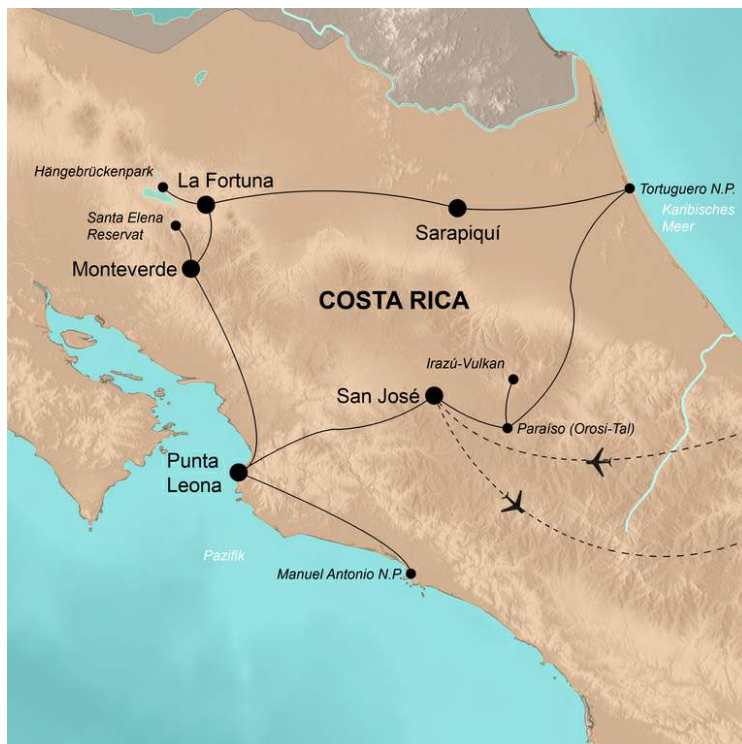 Hängebrückenpark
La Fortuna
Tortuguero N.P.
Karibisches
Meer
Santa Elena
Reservat
Sarapiquí
Monteverde
COSTA RICA
Irazú-Vulkan
San José
Paraíso (Orosi-Tal)
Punta
Leona
Pazifik
Manuel Antonio N.P.